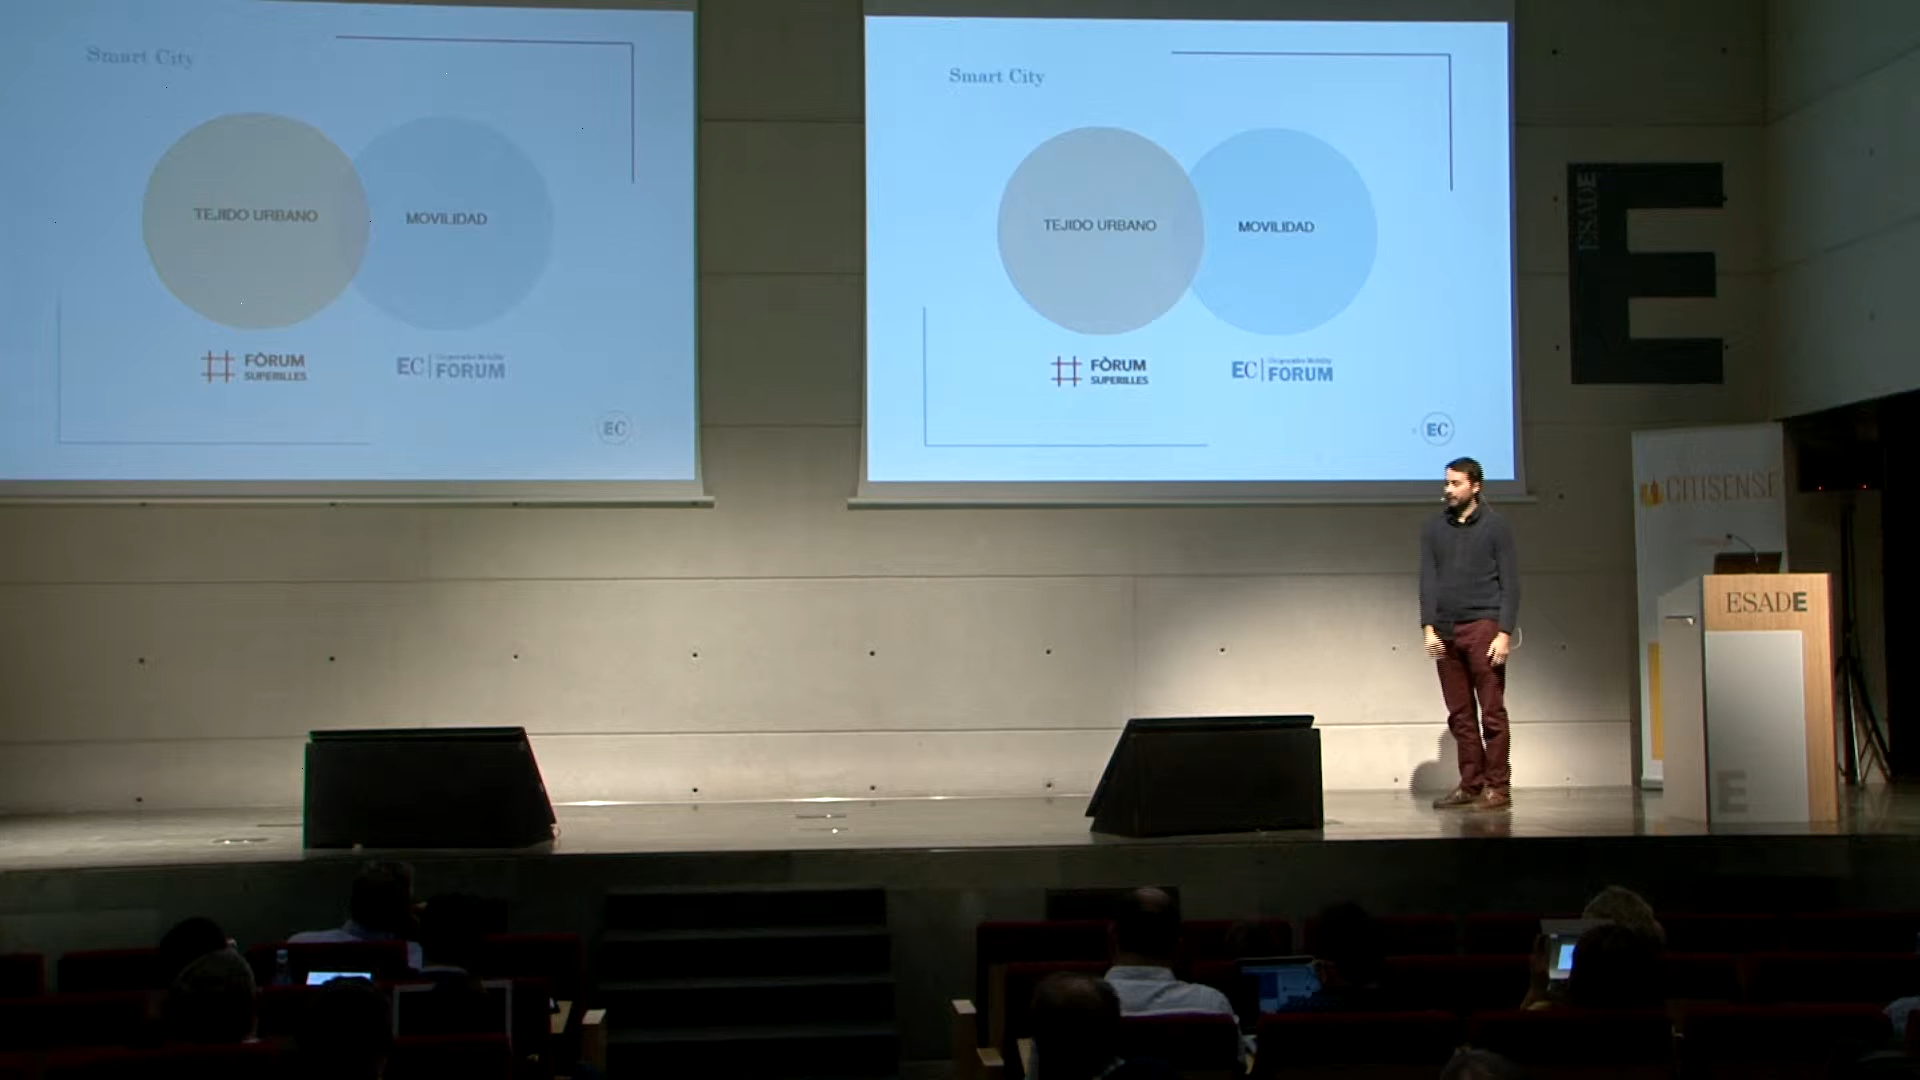 Smart City
TEJIDO URBANO
MOVILIDAD
FÒRUM
SUPERILLES
EC
FORUM
EC
Smart City
TEJIDO URBANO
MOVILIDAD
FÒRUM
SUPERILLES
EC
FORUM
EC
ESADE
E
CITISENSE
ESADE
E